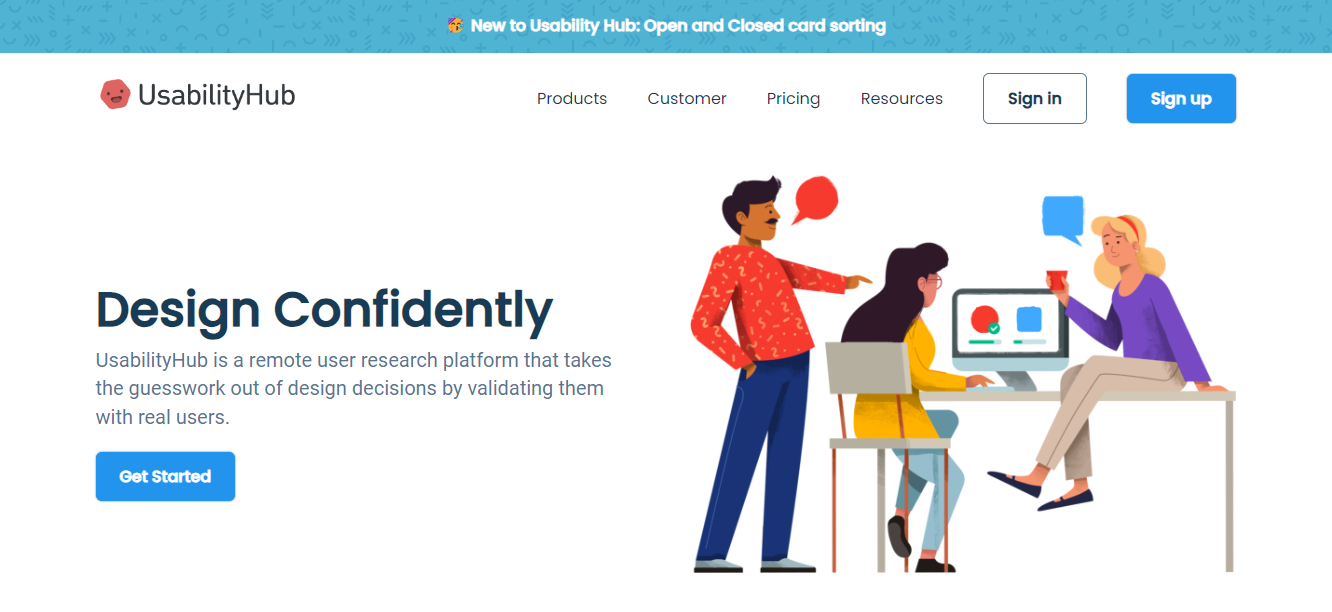 🥳 New to Usability Hub: Open and Closed card sorting
UsabilityHub
Products
Customer
Pricing
Resources
Sign in
Sign up
Design Confidently
UsabilityHub is a remote user research platform that takes
the guesswork out of design decisions by validating them
with real users.
Get Started